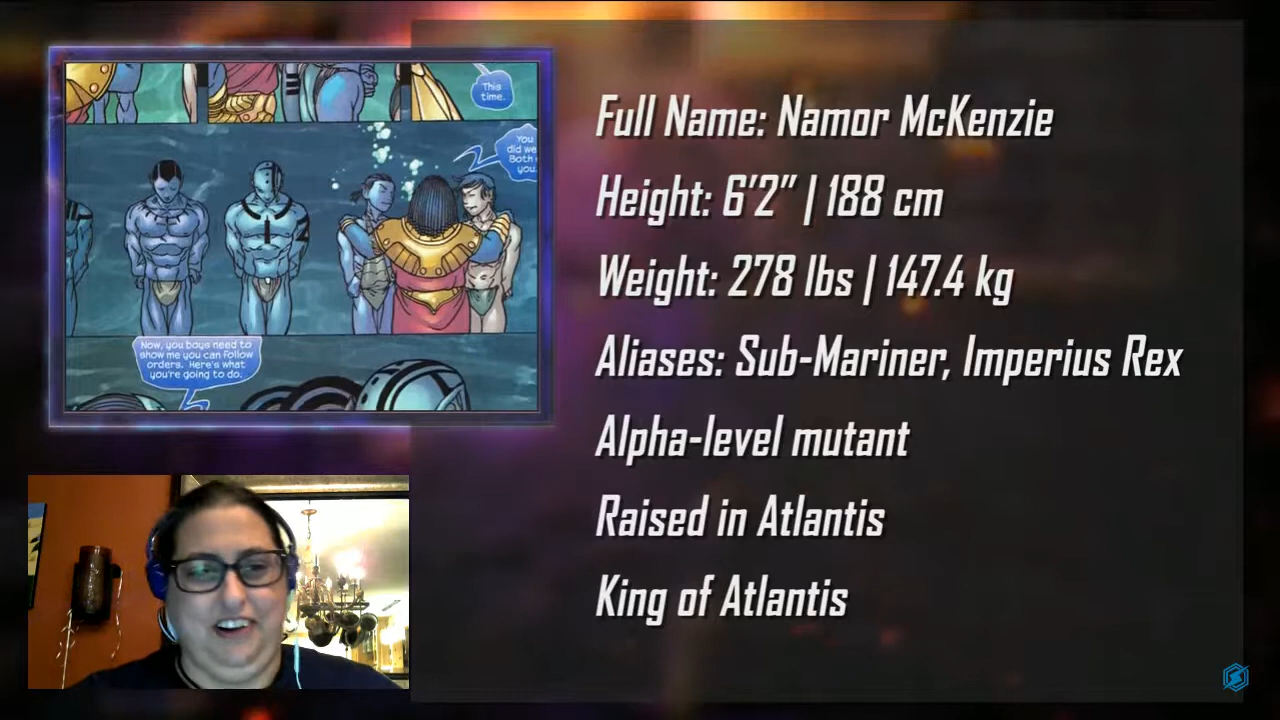 This
time.
You
did we
Both
you.
Now, you boys need to
show me you can follow
orders. Here's what
you're going to do.
Full Name: Namor McKenzie
Height: 6'2" | 188 cm
Weight: 278 lbs | 147.4 kg
Aliases: Sub-Mariner, Imperius Rex
Alpha-level mutant
Raised in Atlantis
King of Atlantis